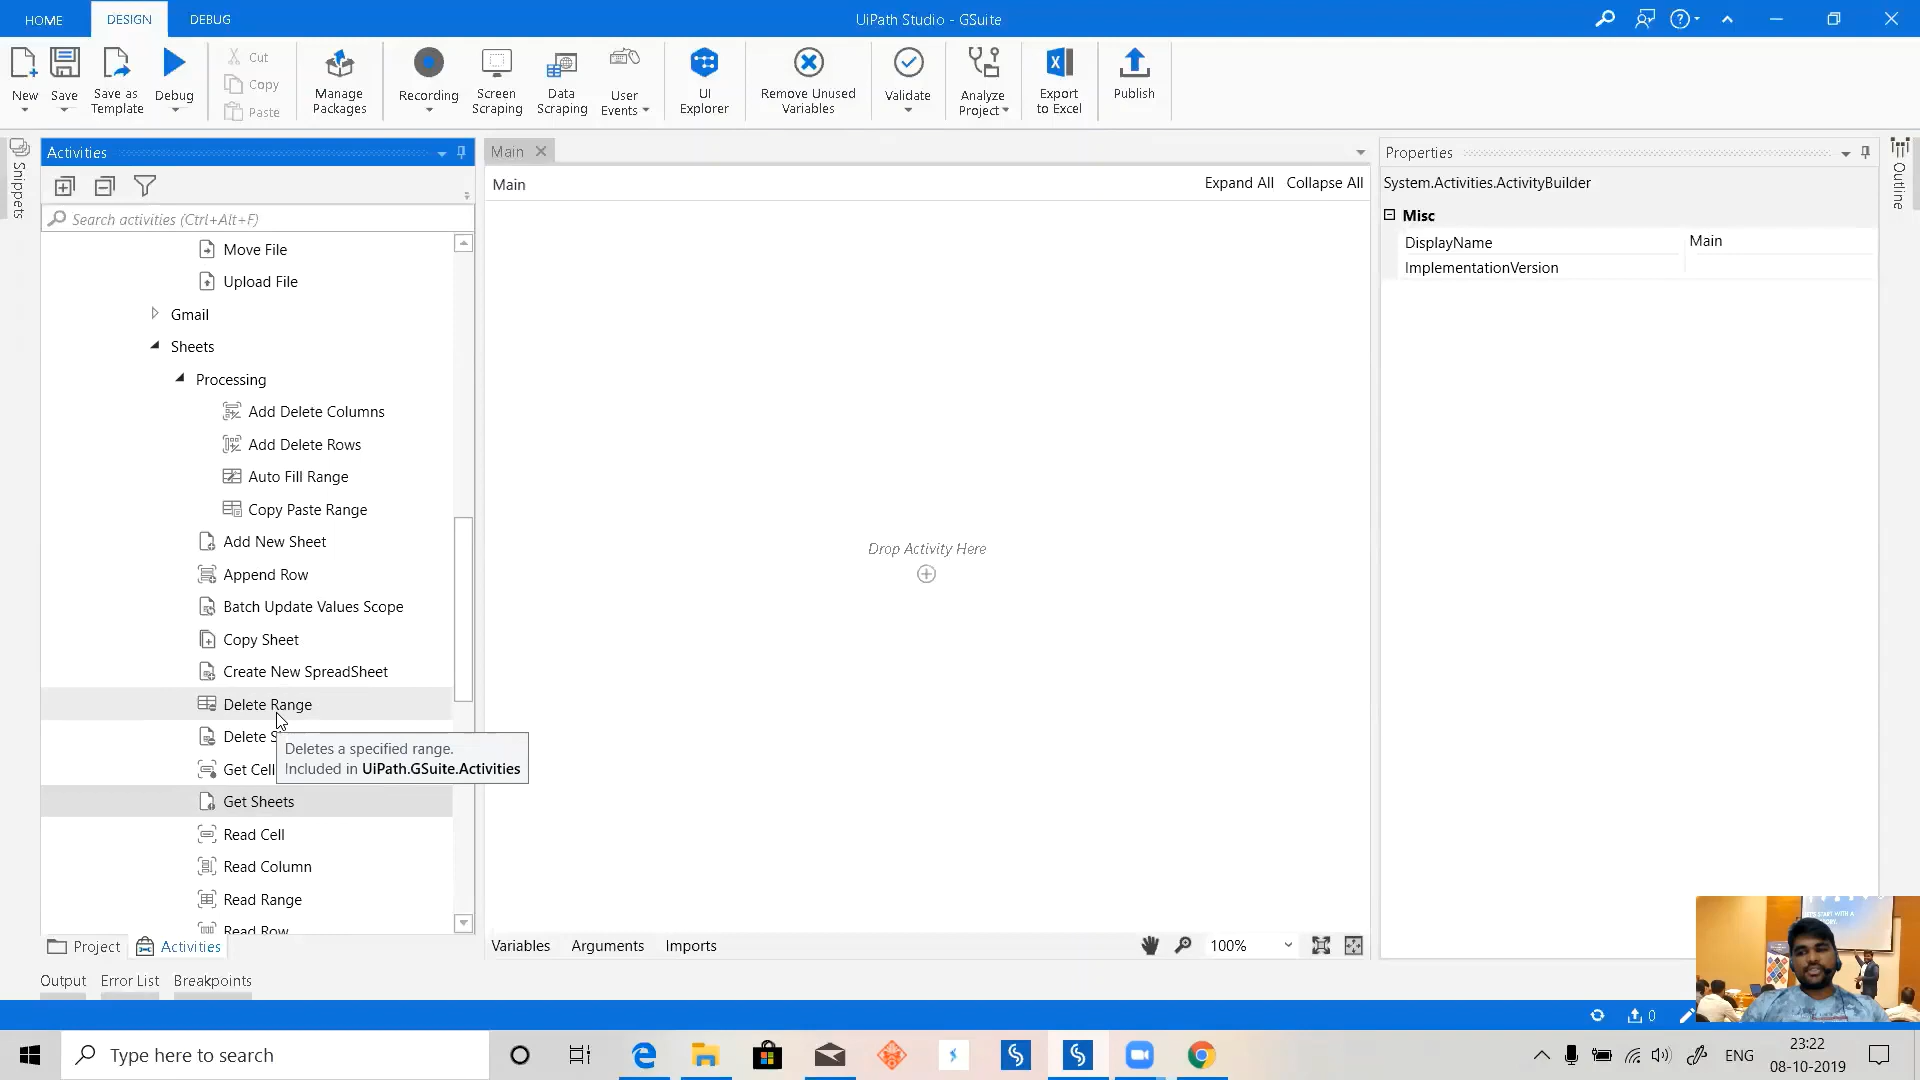 HOME DESIGN DEBUG UiPath Studio - GSuite
New Save Save as Template Debug
Cut
Copy
Paste
Manage Packages
Recording
Screen Scraping
Data Scraping
User Events
UI Explorer
Remove Unused Variables
Validate
Analyze Project
Export to Excel
Publish
Snippets
Activities
Search activities (Ctrl+Alt+F)
Move File
Upload File
Gmail
Sheets
Processing
Add Delete Columns
Add Delete Rows
Auto Fill Range
Copy Paste Range
Add New Sheet
Append Row
Batch Update Values Scope
Copy Sheet
Create New SpreadSheet
Delete Range
Delete S
Deletes a specified range.
Included in UiPath.GSuite.Activities
Get Cell
Get Sheets
Read Cell
Read Column
Read Range
Read Row
Project Activities
Output Error List Breakpoints
Main
Main Expand All Collapse All
Drop Activity Here
Variables Arguments Imports 100%
Properties
System.Activities.ActivityBuilder
Misc
DisplayName Main
ImplementationVersion
Outline
0
Type here to search
ENG
23:22
08-10-2019